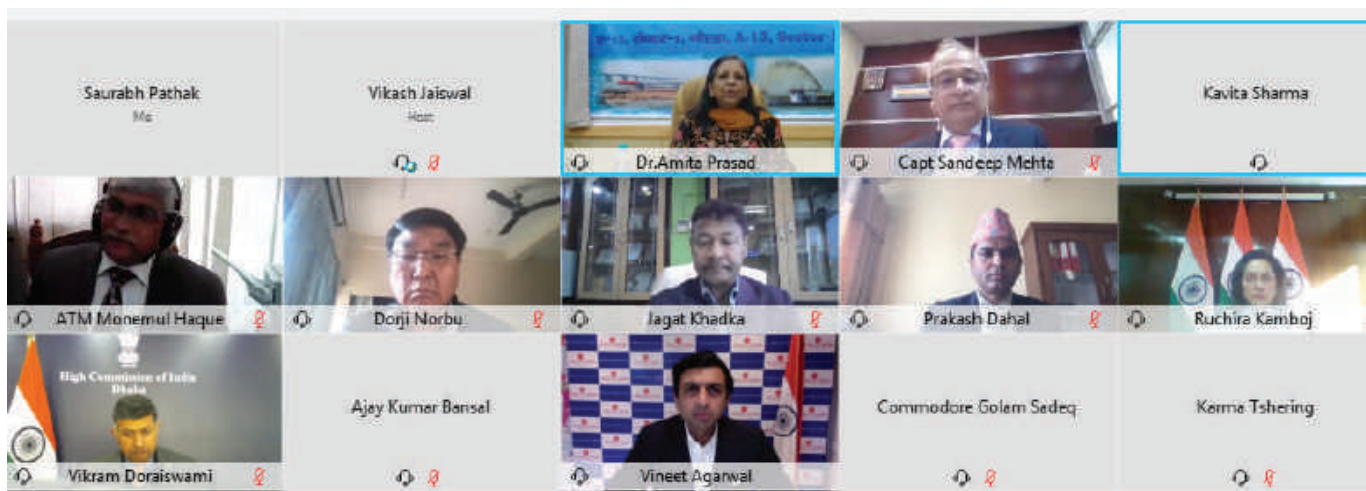 Saurabh Pathak
Me
Vikash Jaiswal
Host
A-13, Sector-
Dr.Amita Prasad
Capt Sandeep Mehta
Kavita Sharma
ATM Monemul Haque
Dorji Norbu
Jagat Khadka
Prakash Dahal
Ruchira Kamboj
High Commission of India
Dhaka
Vikram Doraiswami
Ajay Kumar Bansal
Vineet Agarwal
Commodore Golam Sadeq
Karma Tshering